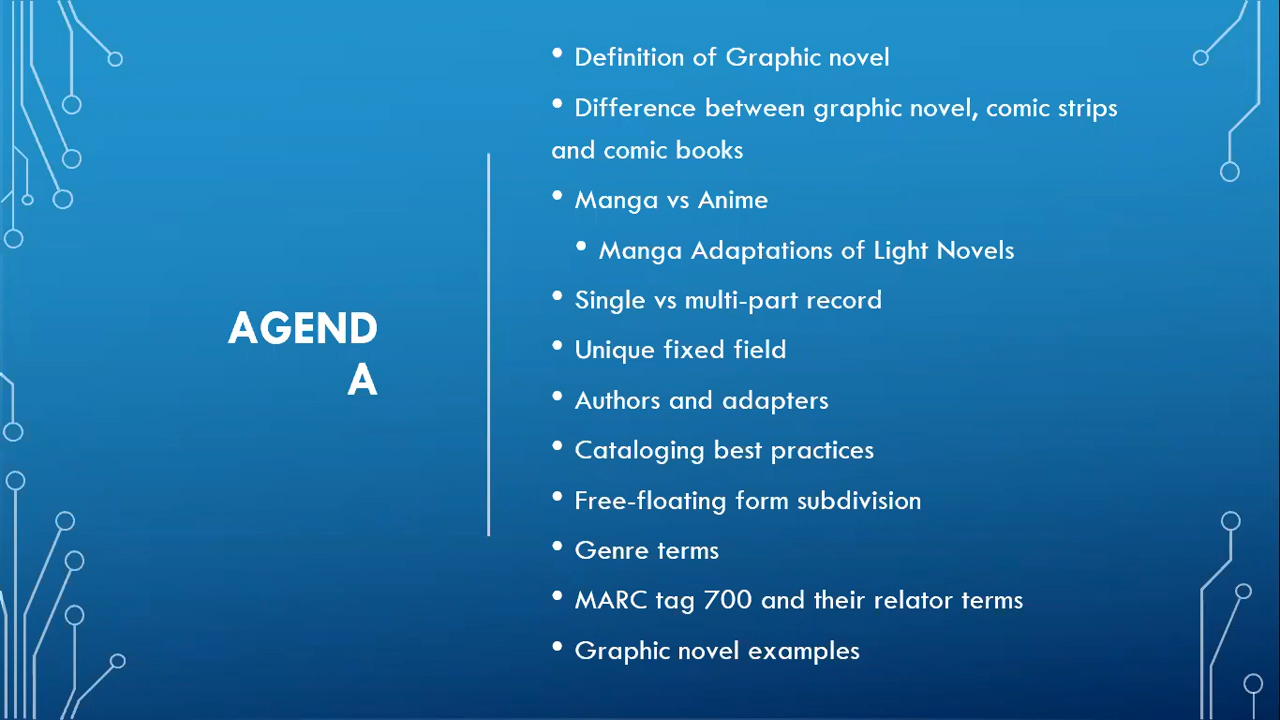 AGEND
A
• Definition of Graphic novel
• Difference between graphic novel, comic strips
and comic books
• Manga vs Anime
• Manga Adaptations of Light Novels
• Single vs multi-part record
• Unique fixed field
• Authors and adapters
• Cataloging best practices
• Free-floating form subdivision
• Genre terms
• MARC tag 700 and their relator terms
• Graphic novel examples